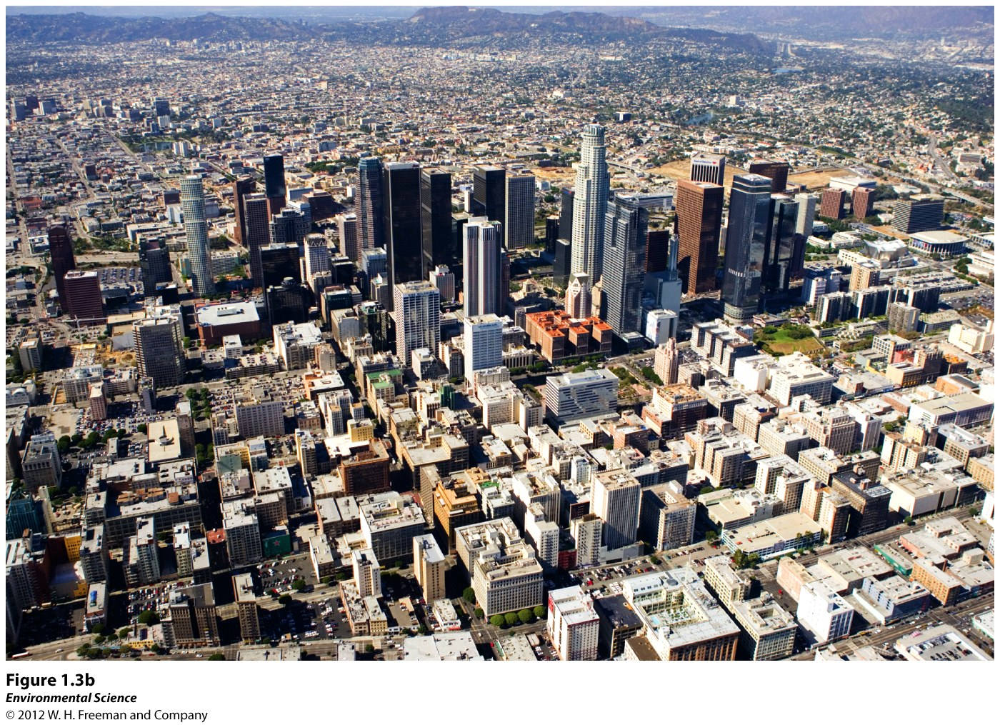 Figure 1.3b
Environmental Science
© 2012 W. H. Freeman and Company